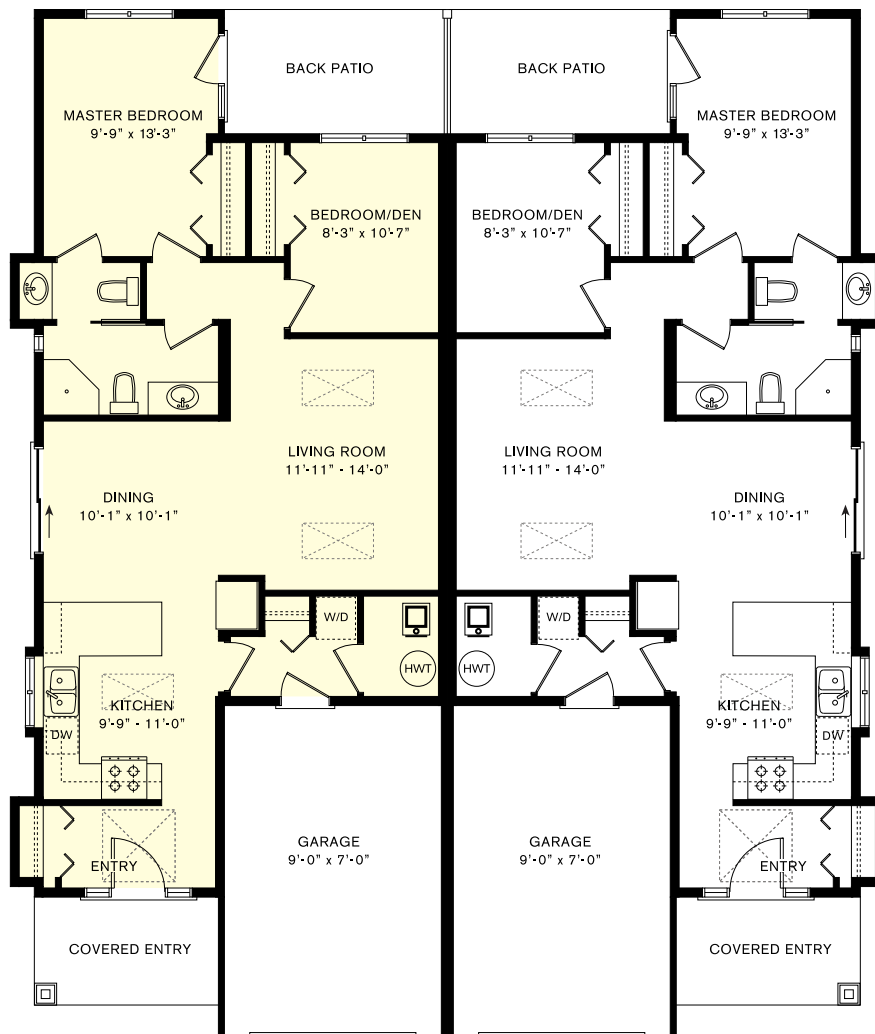 BACK PATIO
BACK PATIO
MASTER BEDROOM
9'-9" x 13'-3"
MASTER BEDROOM
9'-9" x 13'-3"
BEDROOM/DEN
8'-3" x 10'-7"
BEDROOM/DEN
8'-3" x 10'-7"
LIVING ROOM
11'-11" - 14'-0"
LIVING ROOM
11'-11" - 14'-0"
DINING
10'-1" x 10'-1"
DINING
10'-1" x 10'-1"
W/D
W/D
HWT
HWT
KITCHEN
9'-9" - 11'-0"
KITCHEN
9'-9" - 11'-0"
DW
DW
GARAGE
9'-0" x 7'-0"
GARAGE
9'-0" x 7'-0"
ENTRY
ENTRY
COVERED ENTRY
COVERED ENTRY